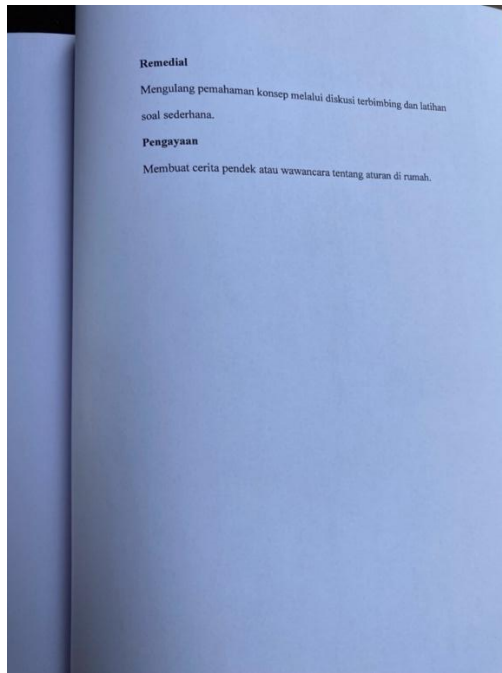 Remedial
Mengulang pemahaman konsep melalui diskusi terbimbing dan latihan
soal sederhana.
Pengayaan
Membuat cerita pendek atau wawancara tentang aturan di rumah.